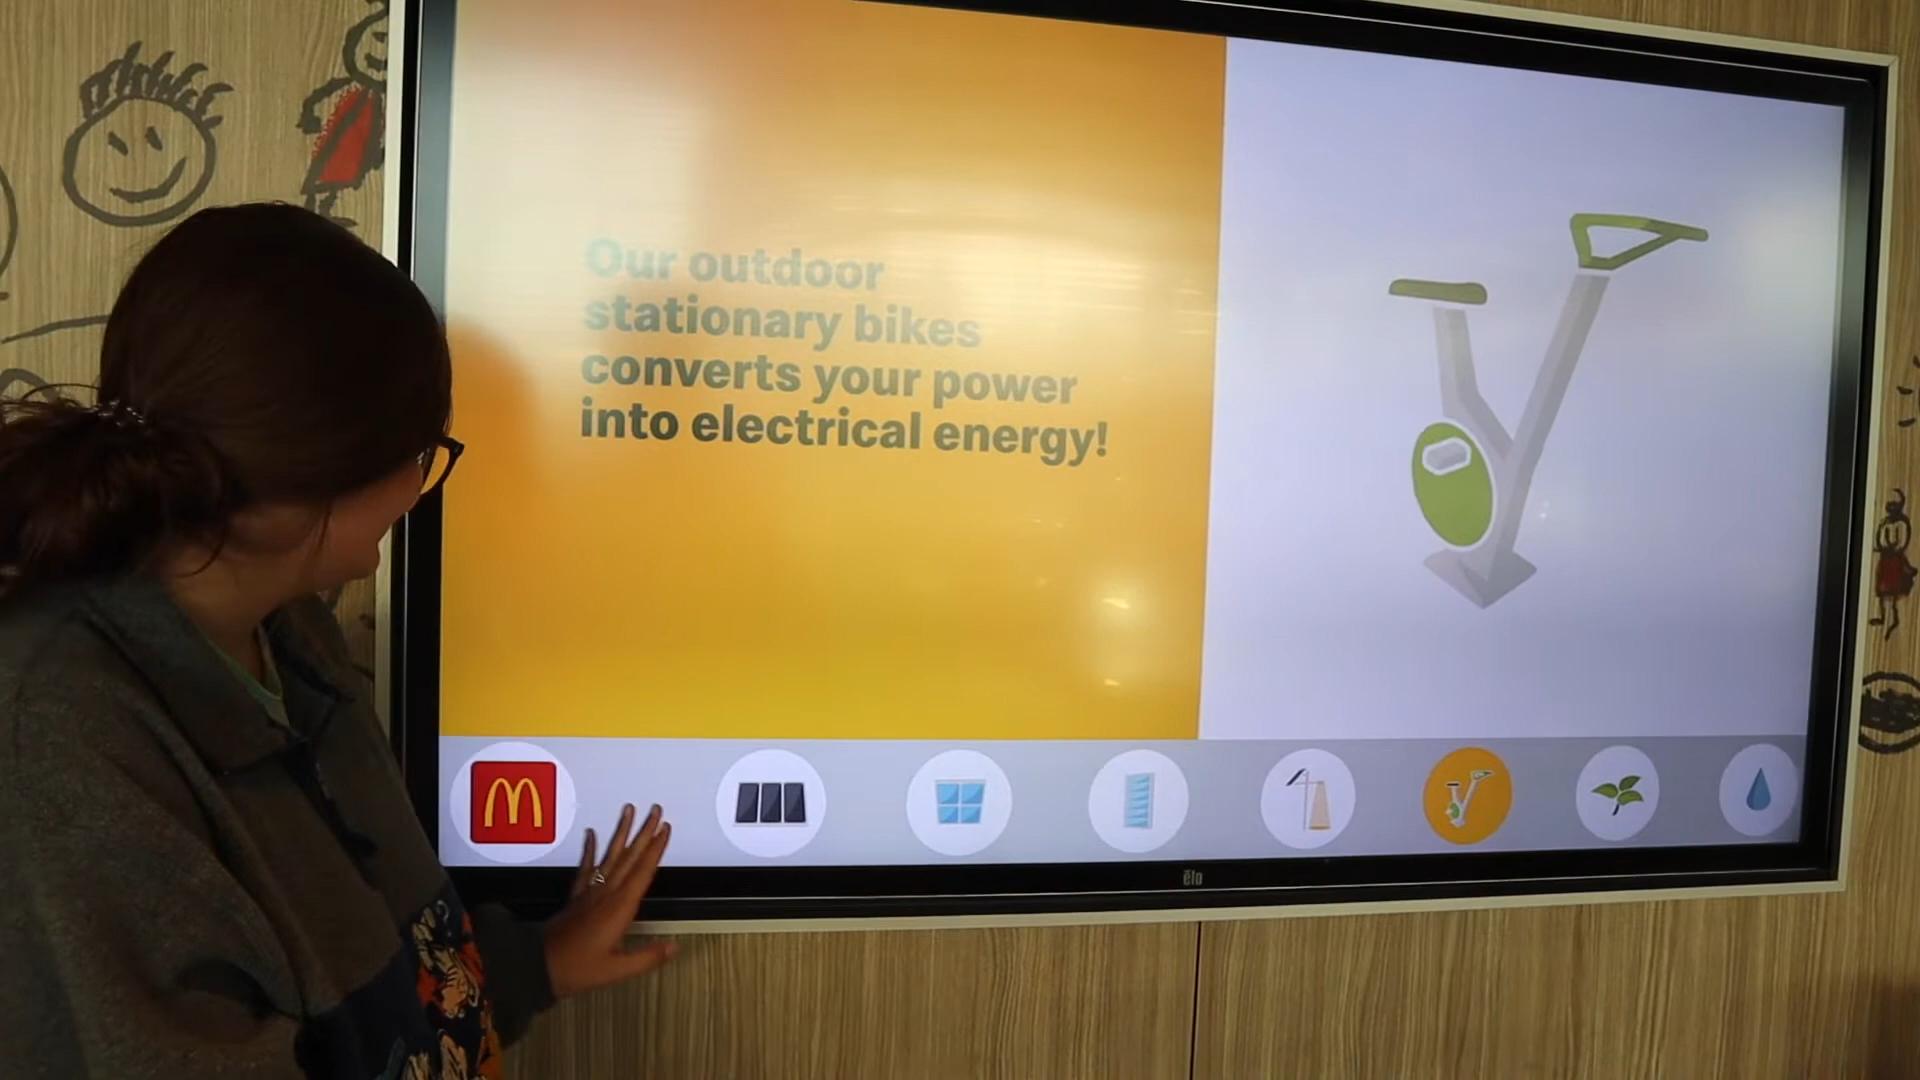 Our outdoor
stationary bikes
converts your power
into electrical energy!
elo